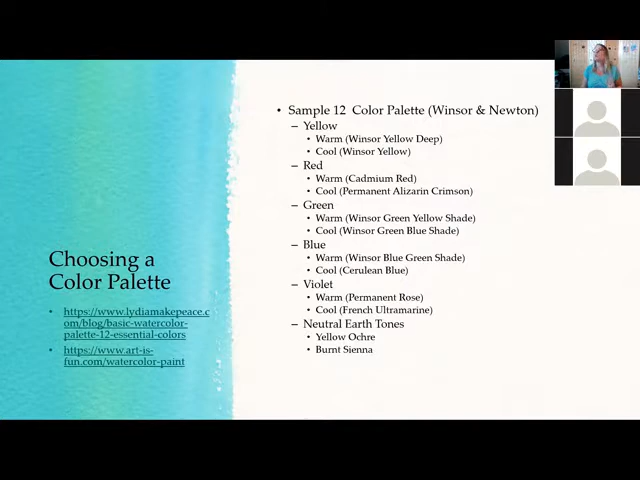 Choosing a
Color Palette
• https://www.lydiamakepeace.c
om/blog/basic-watercolor-
palette-12-essential-colors
• https://www.art-is-
fun.com/watercolor-paint
• Sample 12 Color Palette (Winsor & Newton)
– Yellow
• Warm (Winsor Yellow Deep)
• Cool (Winsor Yellow)
– Red
• Warm (Cadmium Red)
• Cool (Permanent Alizarin Crimson)
– Green
• Warm (Winsor Green Yellow Shade)
• Cool (Winsor Green Blue Shade)
– Blue
• Warm (Winsor Blue Green Shade)
• Cool (Cerulean Blue)
– Violet
• Warm (Permanent Rose)
• Cool (French Ultramarine)
– Neutral Earth Tones
• Yellow Ochre
• Burnt Sienna